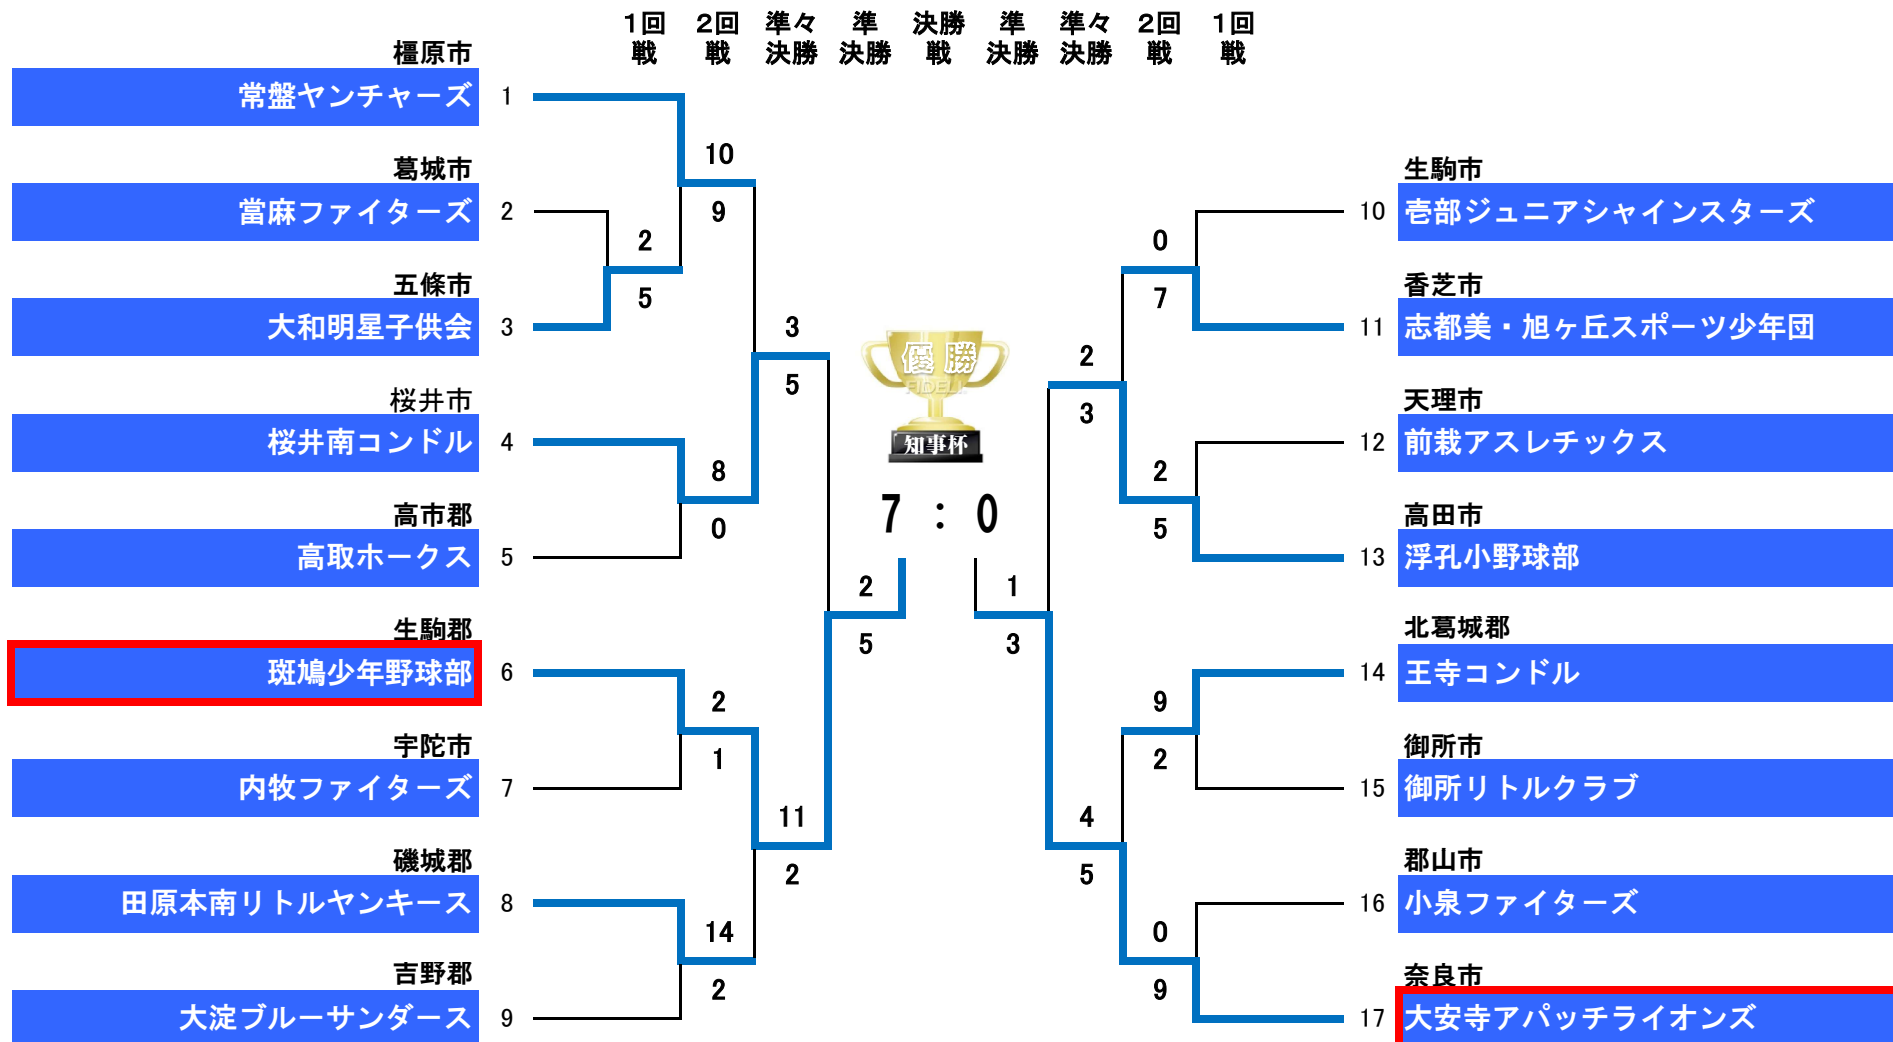 1回戦 2回戦 準々決勝 準決勝 決勝戦 準決勝 準々決勝 2回戦 1回戦
橿原市
常盤ヤンチャーズ 1
葛城市
當麻ファイターズ 2
五條市
大和明星子供会 3
桜井市
桜井南コンドル 4
高市郡
高取ホークス 5
生駒郡
斑鳩少年野球部 6
宇陀市
内牧ファイターズ 7
磯城郡
田原本南リトルヤンキース 8
吉野郡
大淀ブルーサンダース 9
2
5
10
9
8
0
2
1
14
2
3
5
11
2
2
5
優勝
FIDELI
知事杯
7 : 0
1
3
2
3
4
5
0
7
2
5
9
2
0
9
生駒市
10 壱部ジュニアシャインスターズ
香芝市
11 志都美・旭ヶ丘スポーツ少年団
天理市
12 前栽アスレチックス
高田市
13 浮孔小野球部
北葛城郡
14 王寺コンドル
御所市
15 御所リトルクラブ
郡山市
16 小泉ファイターズ
奈良市
17 大安寺アパッチライオンズ